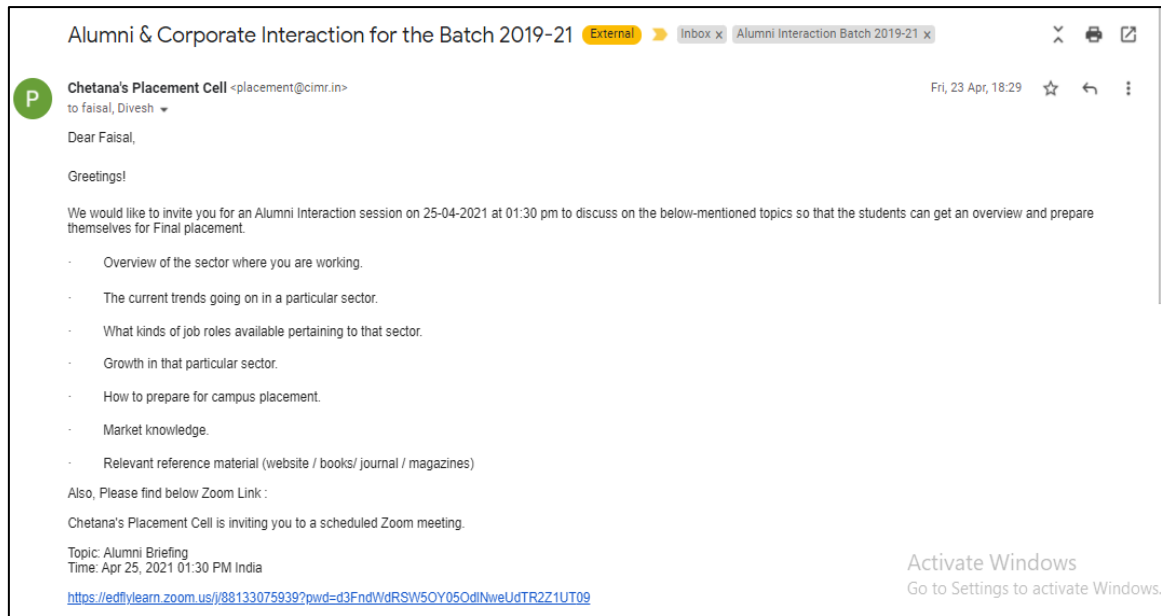 Alumni & Corporate Interaction for the Batch 2019-21 External Inbox x Alumni Interaction Batch 2019-21 x
P
Chetana's Placement Cell <placement@cimr.in> Fri, 23 Apr, 18:29
to faisal, Divesh
Dear Faisal,
Greetings!
We would like to invite you for an Alumni Interaction session on 25-04-2021 at 01:30 pm to discuss on the below-mentioned topics so that the students can get an overview and prepare
themselves for Final placement.
· Overview of the sector where you are working.
· The current trends going on in a particular sector.
· What kinds of job roles available pertaining to that sector.
· Growth in that particular sector.
· How to prepare for campus placement.
· Market knowledge.
· Relevant reference material (website / books/ journal / magazines)
Also, Please find below Zoom Link :
Chetana's Placement Cell is inviting you to a scheduled Zoom meeting.
Topic: Alumni Briefing
Time: Apr 25, 2021 01:30 PM India
https://edflylearn.zoom.us/j/88133075939?pwd=d3FndWdRSW5OY05OdlNweUdTR2Z1UT09
Activate Windows
Go to Settings to activate Windows.